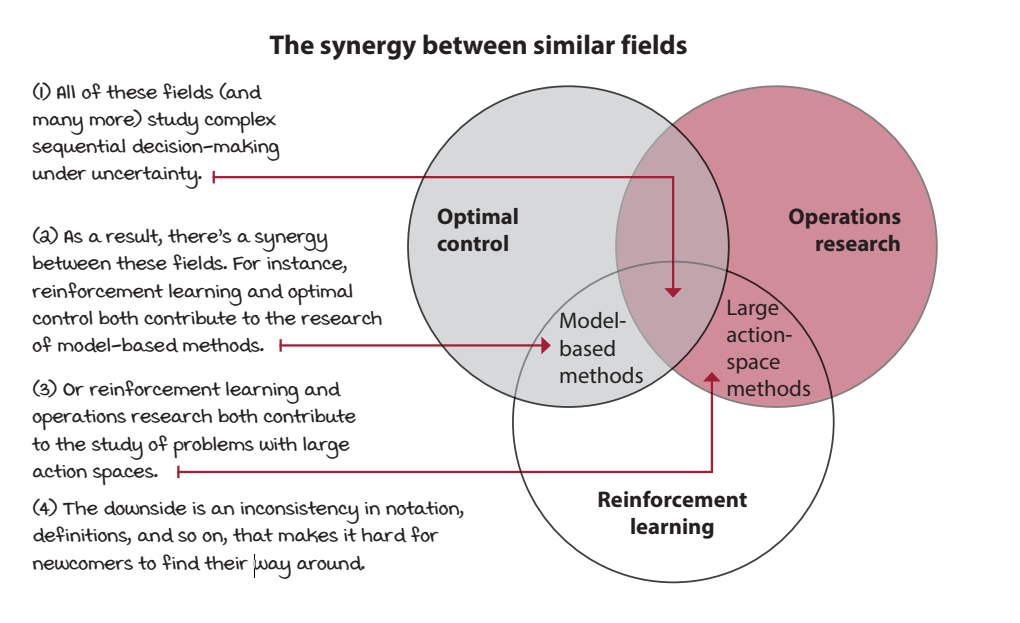 The synergy between similar fields
(1) All of these fields (and
many more) study complex
sequential decision-making
under uncertainty.
(2) As a result, there's a synergy
between these fields. For instance,
reinforcement learning and optimal
control both contribute to the research
of model-based methods.
(3) Or reinforcement learning and
operations research both contribute
to the study of problems with large
action spaces.
(4) The downside is an inconsistency in notation,
definitions, and so on, that makes it hard for
newcomers to find their way around.
Optimal
control
Operations
research
Model-
based
methods
Large
action-
space
methods
Reinforcement
learning